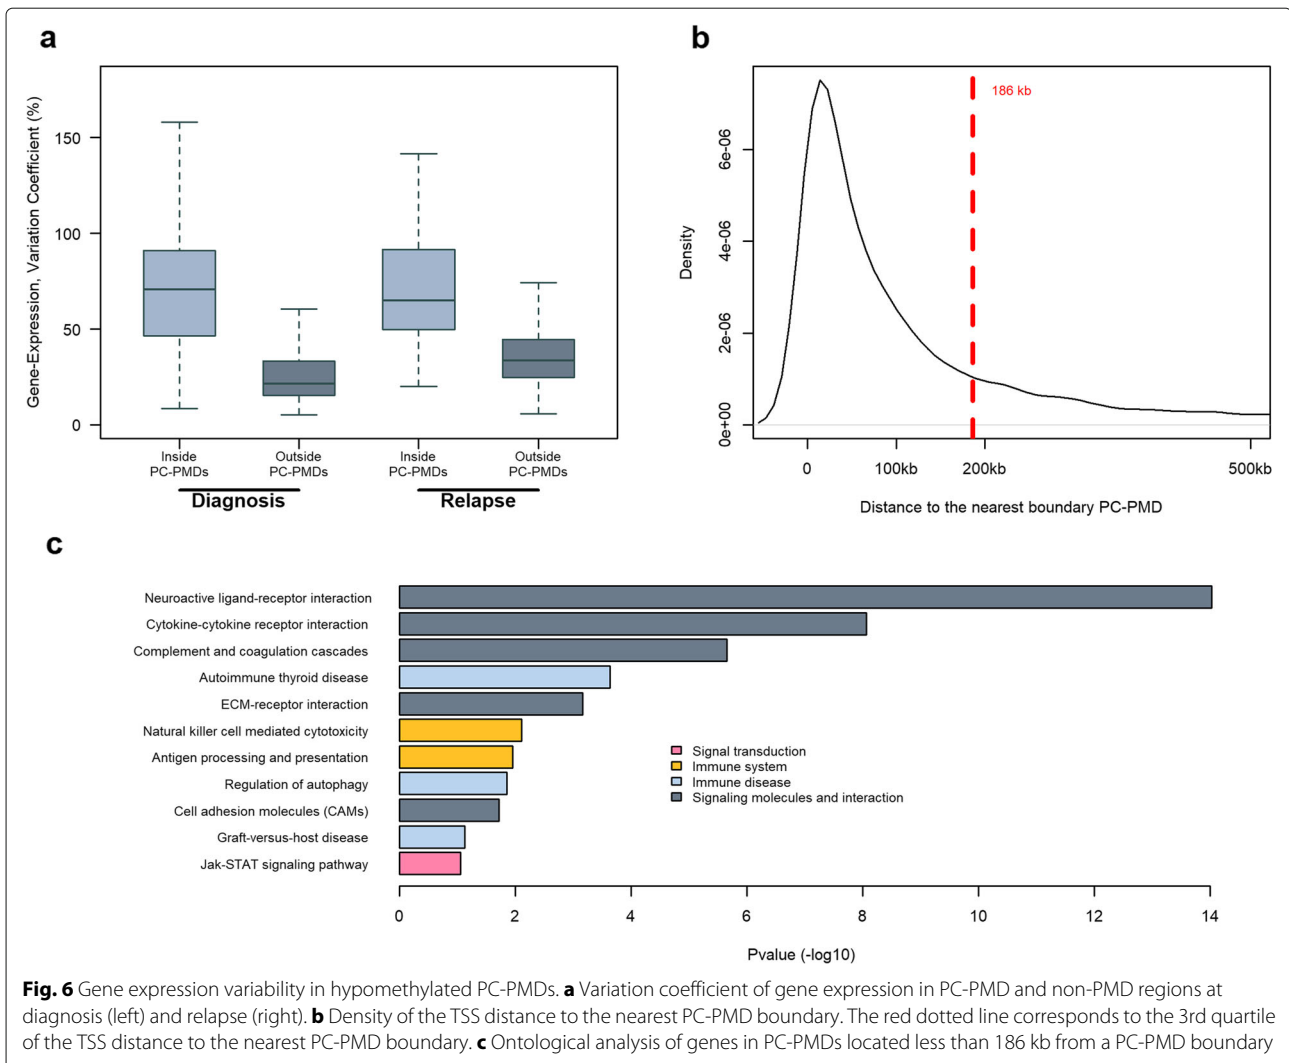 a
Gene-Expression, Variation Coefficient (%)
150
100
50
0
Inside
PC-PMDs
Outside
PC-PMDs
Inside
PC-PMDs
Outside
PC-PMDs
Diagnosis
Relapse
b
186 kb
Density
6e-06
4e-06
2e-06
0e+00
0
100kb
200kb
500kb
Distance to the nearest boundary PC-PMD
c
Neuroactive ligand-receptor interaction
Cytokine-cytokine receptor interaction
Complement and coagulation cascades
Autoimmune thyroid disease
ECM-receptor interaction
Natural killer cell mediated cytotoxicity
Antigen processing and presentation
Regulation of autophagy
Cell adhesion molecules (CAMs)
Graft-versus-host disease
Jak-STAT signaling pathway
Signal transduction
Immune system
Immune disease
Signaling molecules and interaction
0
2
4
6
8
10
12
14
Pvalue (-log10)
Fig. 6 Gene expression variability in hypomethylated PC-PMDs. a Variation coefficient of gene expression in PC-PMD and non-PMD regions at
diagnosis (left) and relapse (right). b Density of the TSS distance to the nearest PC-PMD boundary. The red dotted line corresponds to the 3rd quartile
of the TSS distance to the nearest PC-PMD boundary. c Ontological analysis of genes in PC-PMDs located less than 186 kb from a PC-PMD boundary